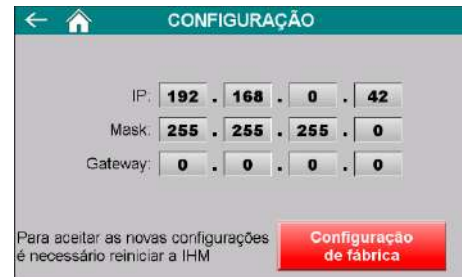 CONFIGURAÇÃO
IP: 192 . 168 . 0 . 42
Mask: 255 . 255 . 255 . 0
Gateway: 0 . 0 . 0 . 0
Para aceitar as novas configurações
é necessário reiniciar a IHM
Configuração
de fábrica